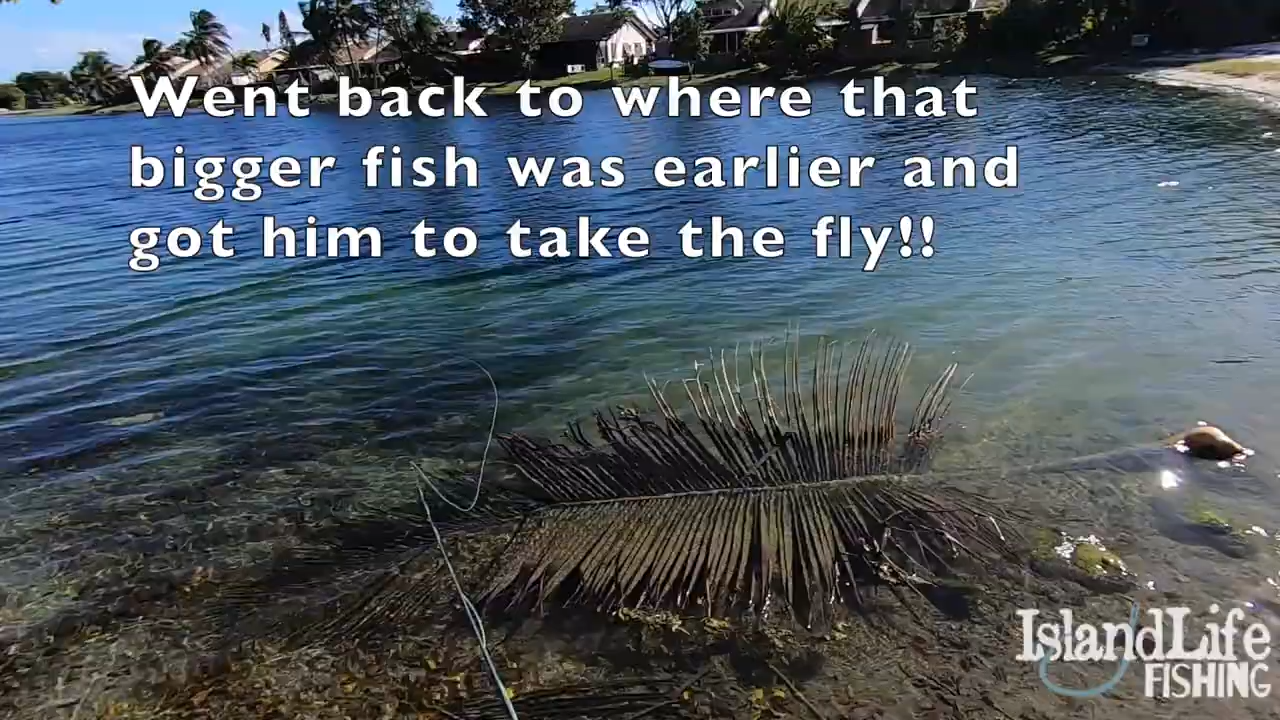 Went back to where that
bigger fish was earlier and
got him to take the fly!!
IslandLife
FISHING